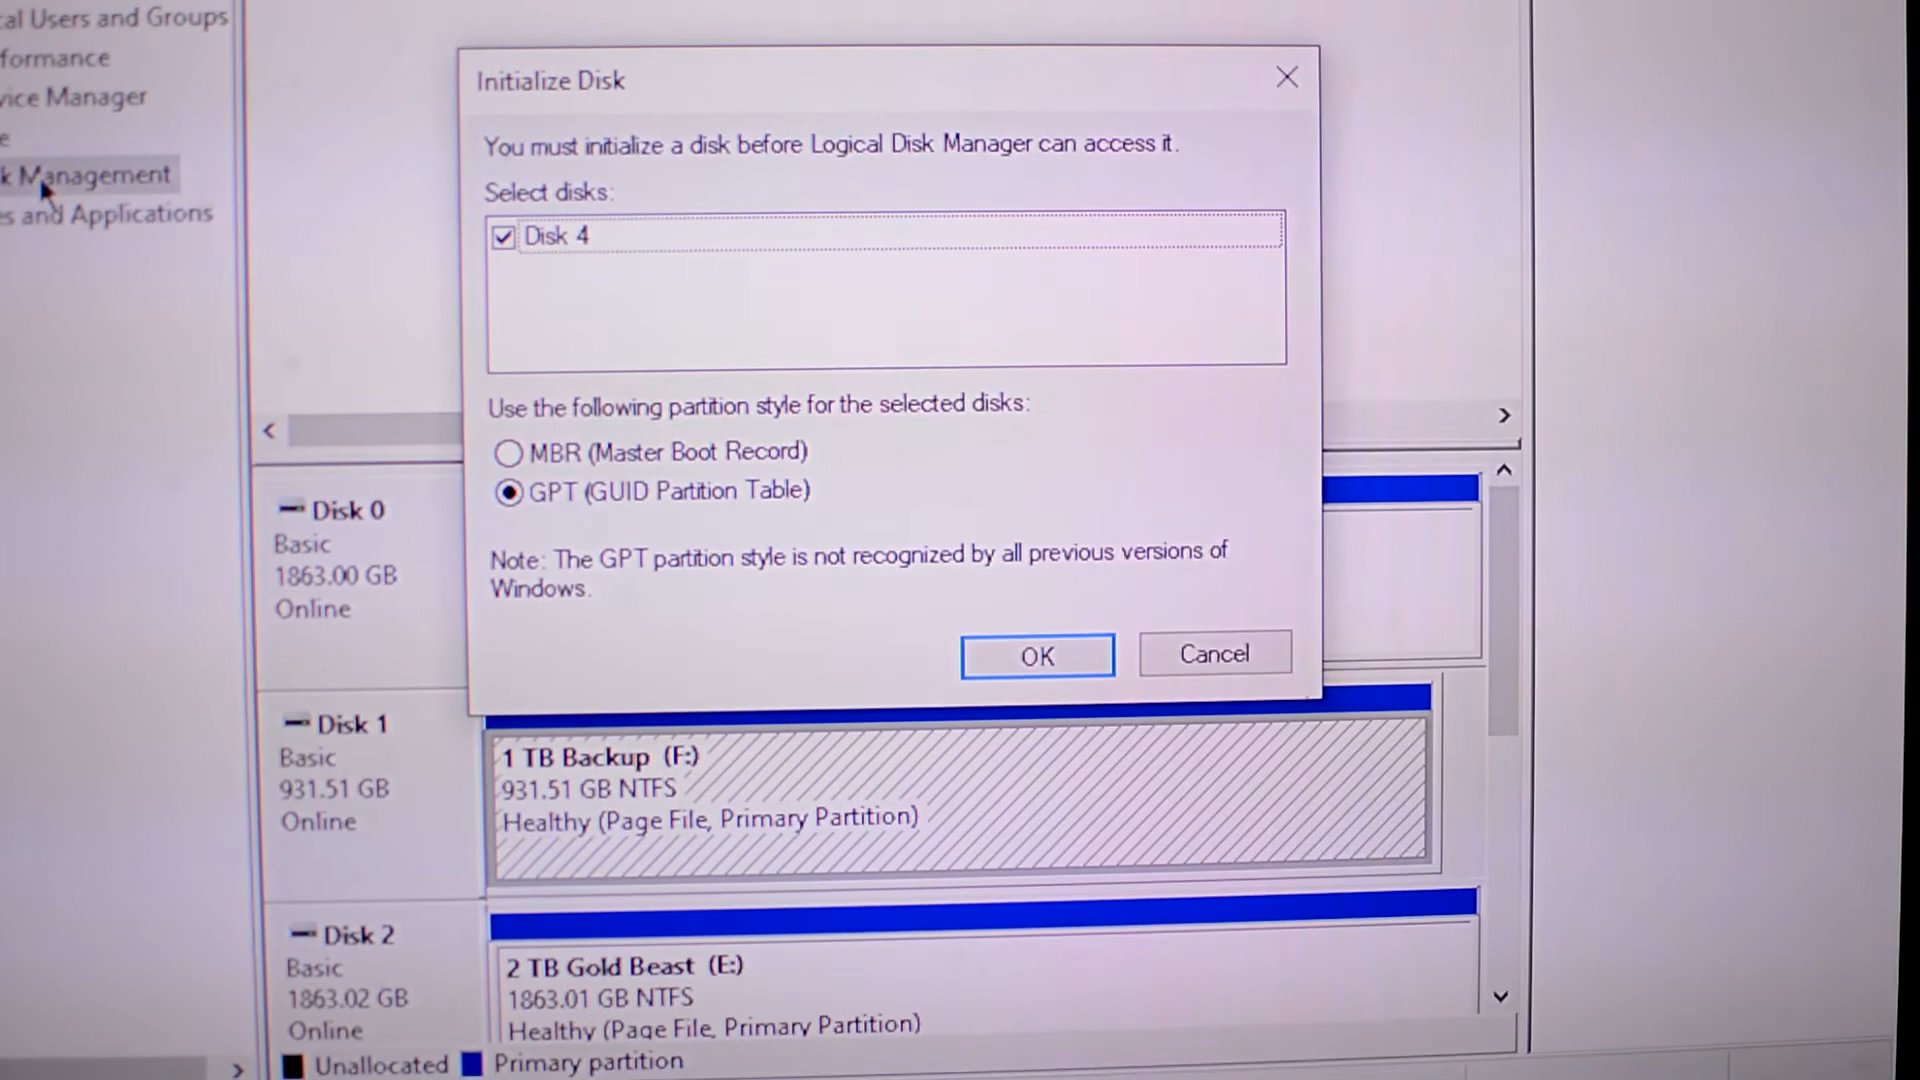 al Users and Groups
formance
vice Manager
e
k Management
s and Applications
Initialize Disk
You must initialize a disk before Logical Disk Manager can access it.
Select disks:
Disk 4
Use the following partition style for the selected disks:
MBR (Master Boot Record)
GPT (GUID Partition Table)
Note: The GPT partition style is not recognized by all previous versions of
Windows.
OK
Cancel
Disk 0
Basic
1863.00 GB
Online
Disk 1
Basic
931.51 GB
Online
1 TB Backup (F:)
931.51 GB NTFS
Healthy (Page File, Primary Partition)
Disk 2
Basic
1863.02 GB
Online
2 TB Gold Beast (E:)
1863.01 GB NTFS
Healthy (Page File, Primary Partition)
Unallocated
Primary partition